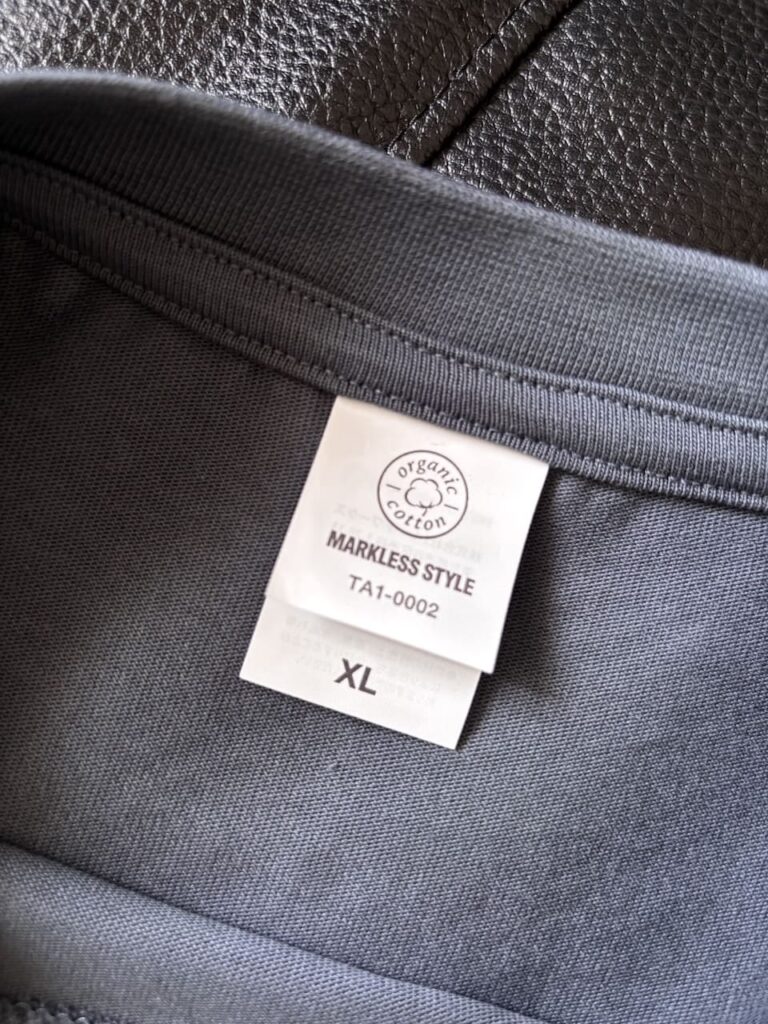 organic
cotton
MARKLESS STYLE
TA1-0002
XL